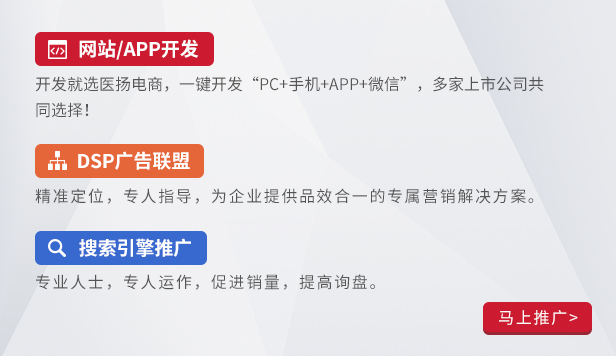 网站/APP开发
开发就选医扬电商，一键开发“PC+手机+APP+微信”，多家上市公司共
同选择！
DSP广告联盟
精准定位，专人指导，为企业提供品效合一的专属营销解决方案。
搜索引擎推广
专业人士，专人运作，促进销量，提高询盘。
马上推广>